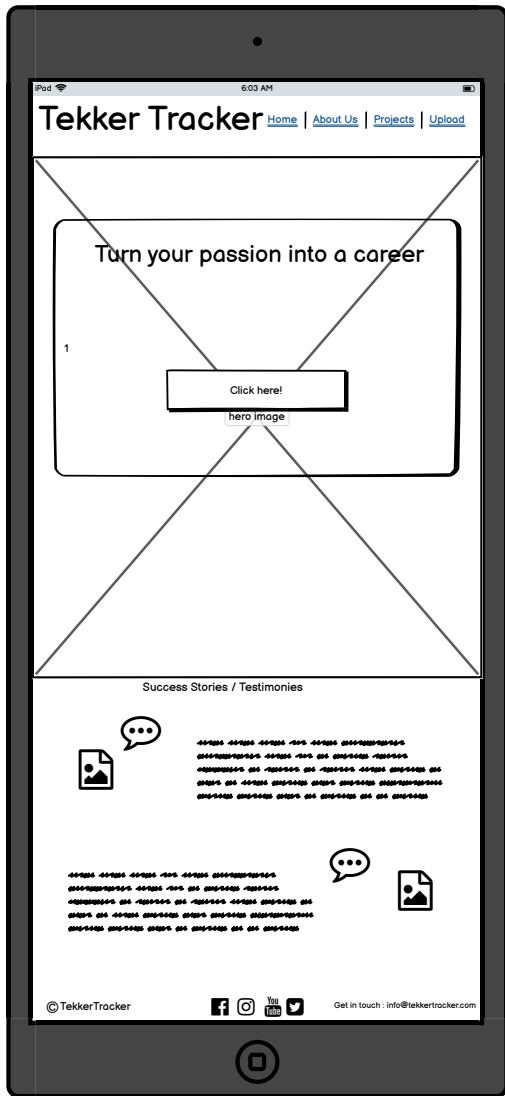 iPad 6:03 AM
Tekker Tracker Home | About Us | Projects | Upload
Turn your passion into a career
1
Click here!
hero image
Success Stories / Testimonies
© TekkerTracker You Tube Get in touch : info@tekkertracker.com